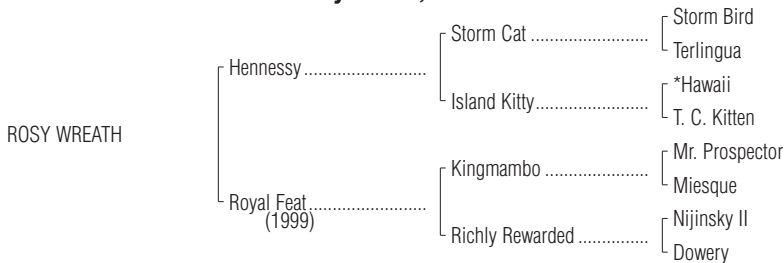 Storm Bird
Storm Cat ......................
Terlingua
Hennessy..........................
*Hawaii
Island Kitty.....................
T. C. Kitten
ROSY WREATH
Mr. Prospector
Kingmambo ...................
Miesque
Royal Feat.........................
(1999)
Nijinsky II
Richly Rewarded .............
Dowery